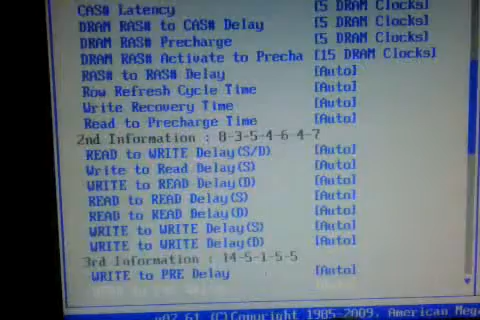 CAS# Latency [5 DRAM Clocks]
DRAM RAS# to CAS# Delay [5 DRAM Clocks]
DRAM RAS# Precharge [5 DRAM Clocks]
DRAM RAS# Activate to Precha [15 DRAM Clocks]
RAS# to RAS# Delay [Auto]
Row Refresh Cycle Time [Auto]
Write Recovery Time [Auto]
Read to Precharge Time [Auto]
2nd Information : 8-3-5-4-6-4-7
READ to WRITE Delay(S/D) [Auto]
Write to Read Delay(S) [Auto]
WRITE to READ Delay(D) [Auto]
READ to READ Delay(S) [Auto]
READ to READ Delay(D) [Auto]
WRITE to WRITE Delay(S) [Auto]
WRITE to WRITE Delay(D) [Auto]
3rd Information : 14-5-1-5-5
WRITE to PRE Delay [Auto]
v02.61 (C)Copyright 1985-2009, American Meg